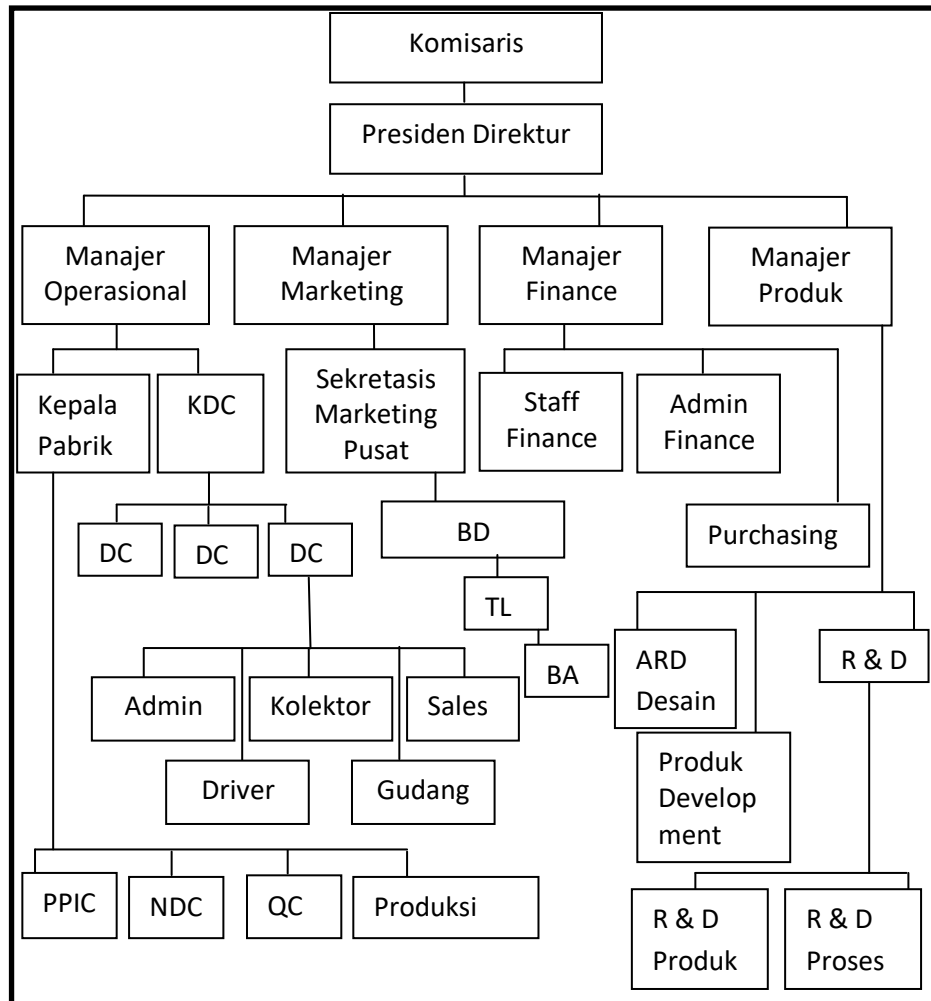 Komisaris
Presiden Direktur
Manajer
Operasional
Manajer
Marketing
Manajer
Finance
Manajer
Produk
Kepala
Pabrik
KDC
Sekretasis
Marketing
Pusat
Staff
Finance
Admin
Finance
DC
DC
DC
BD
Purchasing
TL
BA
ARD
Desain
R & D
Admin
Kolektor
Sales
Driver
Gudang
Produk
Develop
ment
PPIC
NDC
QC
Produksi
R & D
Produk
R & D
Proses